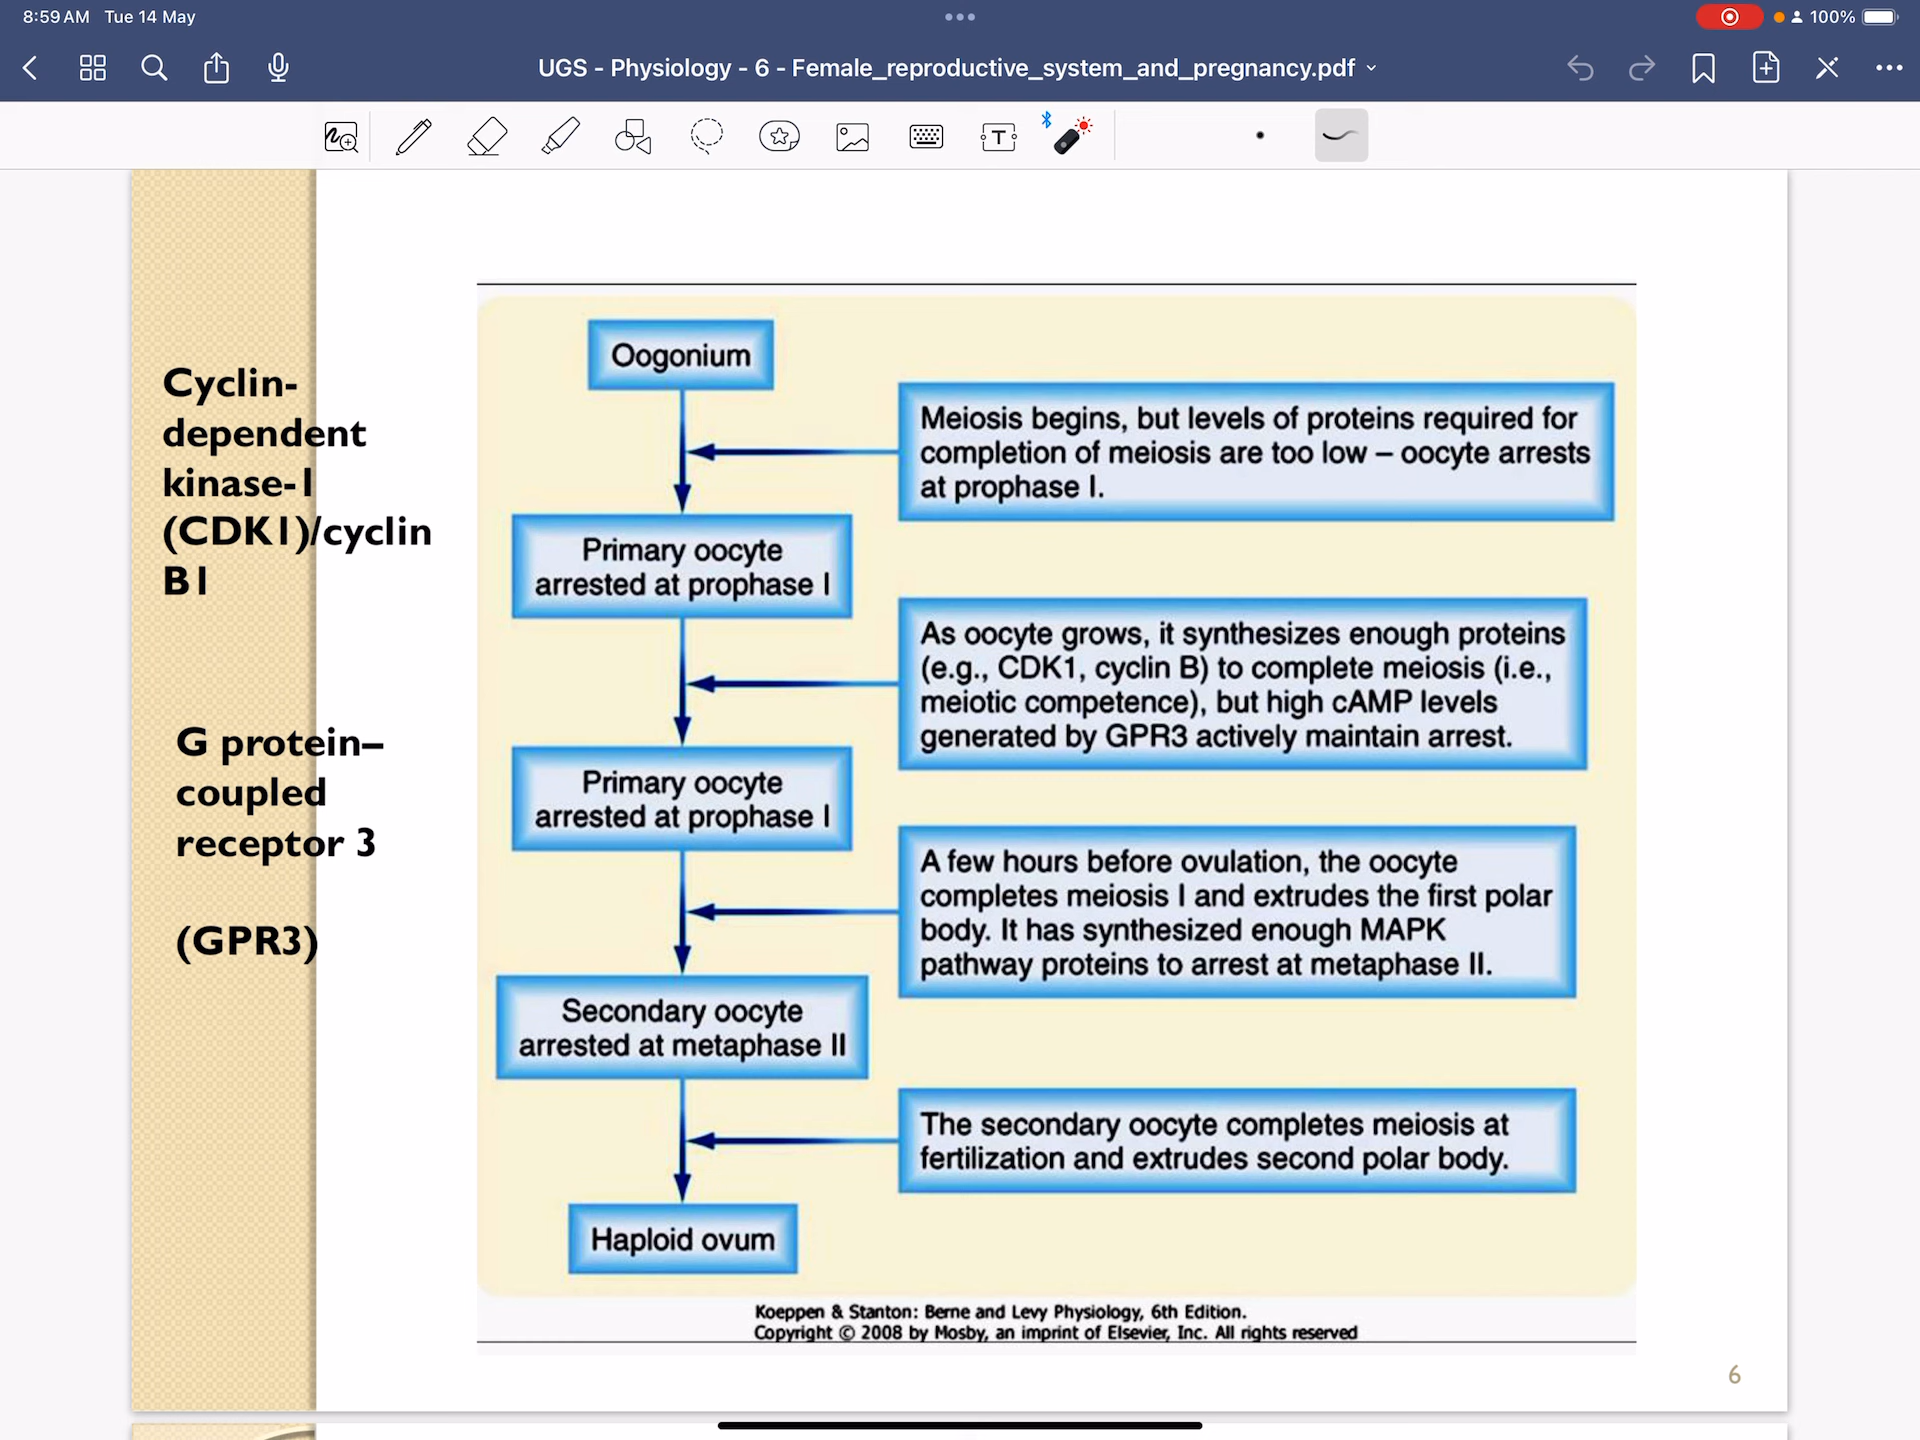 8:59 AM Tue 14 May
100%
UGS - Physiology - 6 - Female_reproductive_system_and_pregnancy.pdf
T
Cyclin-
dependent
kinase-1
(CDK1)/cyclin
B1
G protein–
coupled
receptor 3
(GPR3)
Oogonium
Meiosis begins, but levels of proteins required for
completion of meiosis are too low – oocyte arrests
at prophase I.
Primary oocyte
arrested at prophase I
As oocyte grows, it synthesizes enough proteins
(e.g., CDK1, cyclin B) to complete meiosis (i.e.,
meiotic competence), but high cAMP levels
generated by GPR3 actively maintain arrest.
Primary oocyte
arrested at prophase I
A few hours before ovulation, the oocyte
completes meiosis I and extrudes the first polar
body. It has synthesized enough MAPK
pathway proteins to arrest at metaphase II.
Secondary oocyte
arrested at metaphase II
The secondary oocyte completes meiosis at
fertilization and extrudes second polar body.
Haploid ovum
Koeppen & Stanton: Berne and Levy Physiology, 6th Edition.
Copyright © 2008 by Mosby, an imprint of Elsevier, Inc. All rights reserved
6